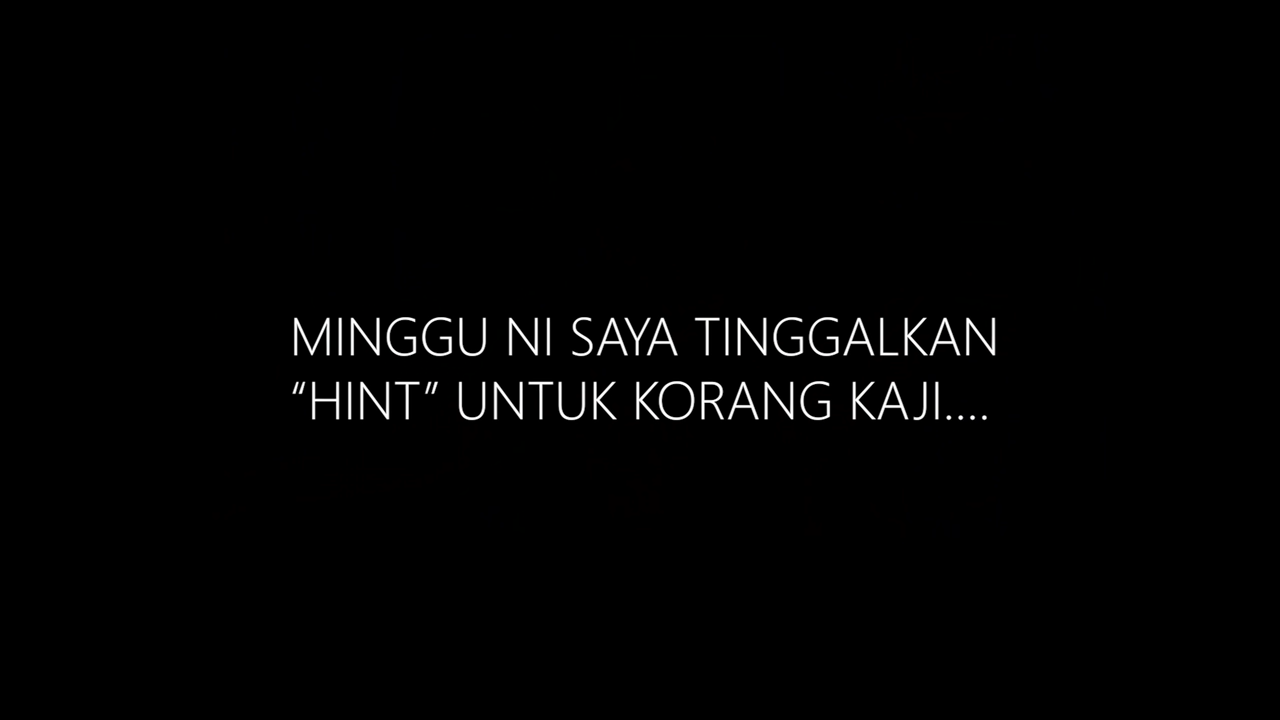 MINGGU NI SAYA TINGGALKAN
“HINT” UNTUK KORANG KAJI....